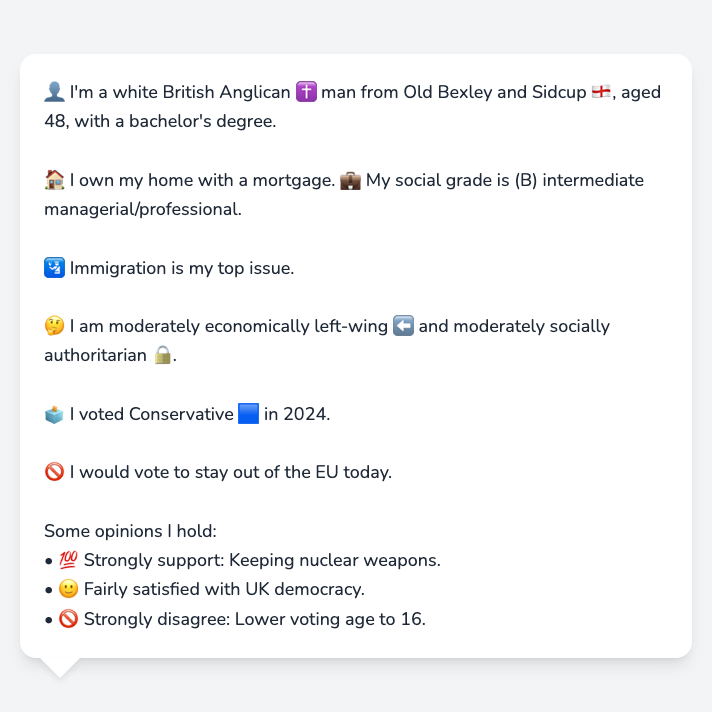 👤 I'm a white British Anglican ✝️ man from Old Bexley and Sidcup 🏴󠁧󠁢󠁥󠁮󠁧󠁿, aged
48, with a bachelor's degree.
🏠 I own my home with a mortgage. 💼 My social grade is (B) intermediate
managerial/professional.
🛂 Immigration is my top issue.
🤔 I am moderately economically left-wing ⬅️ and moderately socially
authoritarian 🔒.
🗳️ I voted Conservative 🟦 in 2024.
🚫 I would vote to stay out of the EU today.
Some opinions I hold:
• 💯 Strongly support: Keeping nuclear weapons.
• 🙂 Fairly satisfied with UK democracy.
• 🚫 Strongly disagree: Lower voting age to 16.